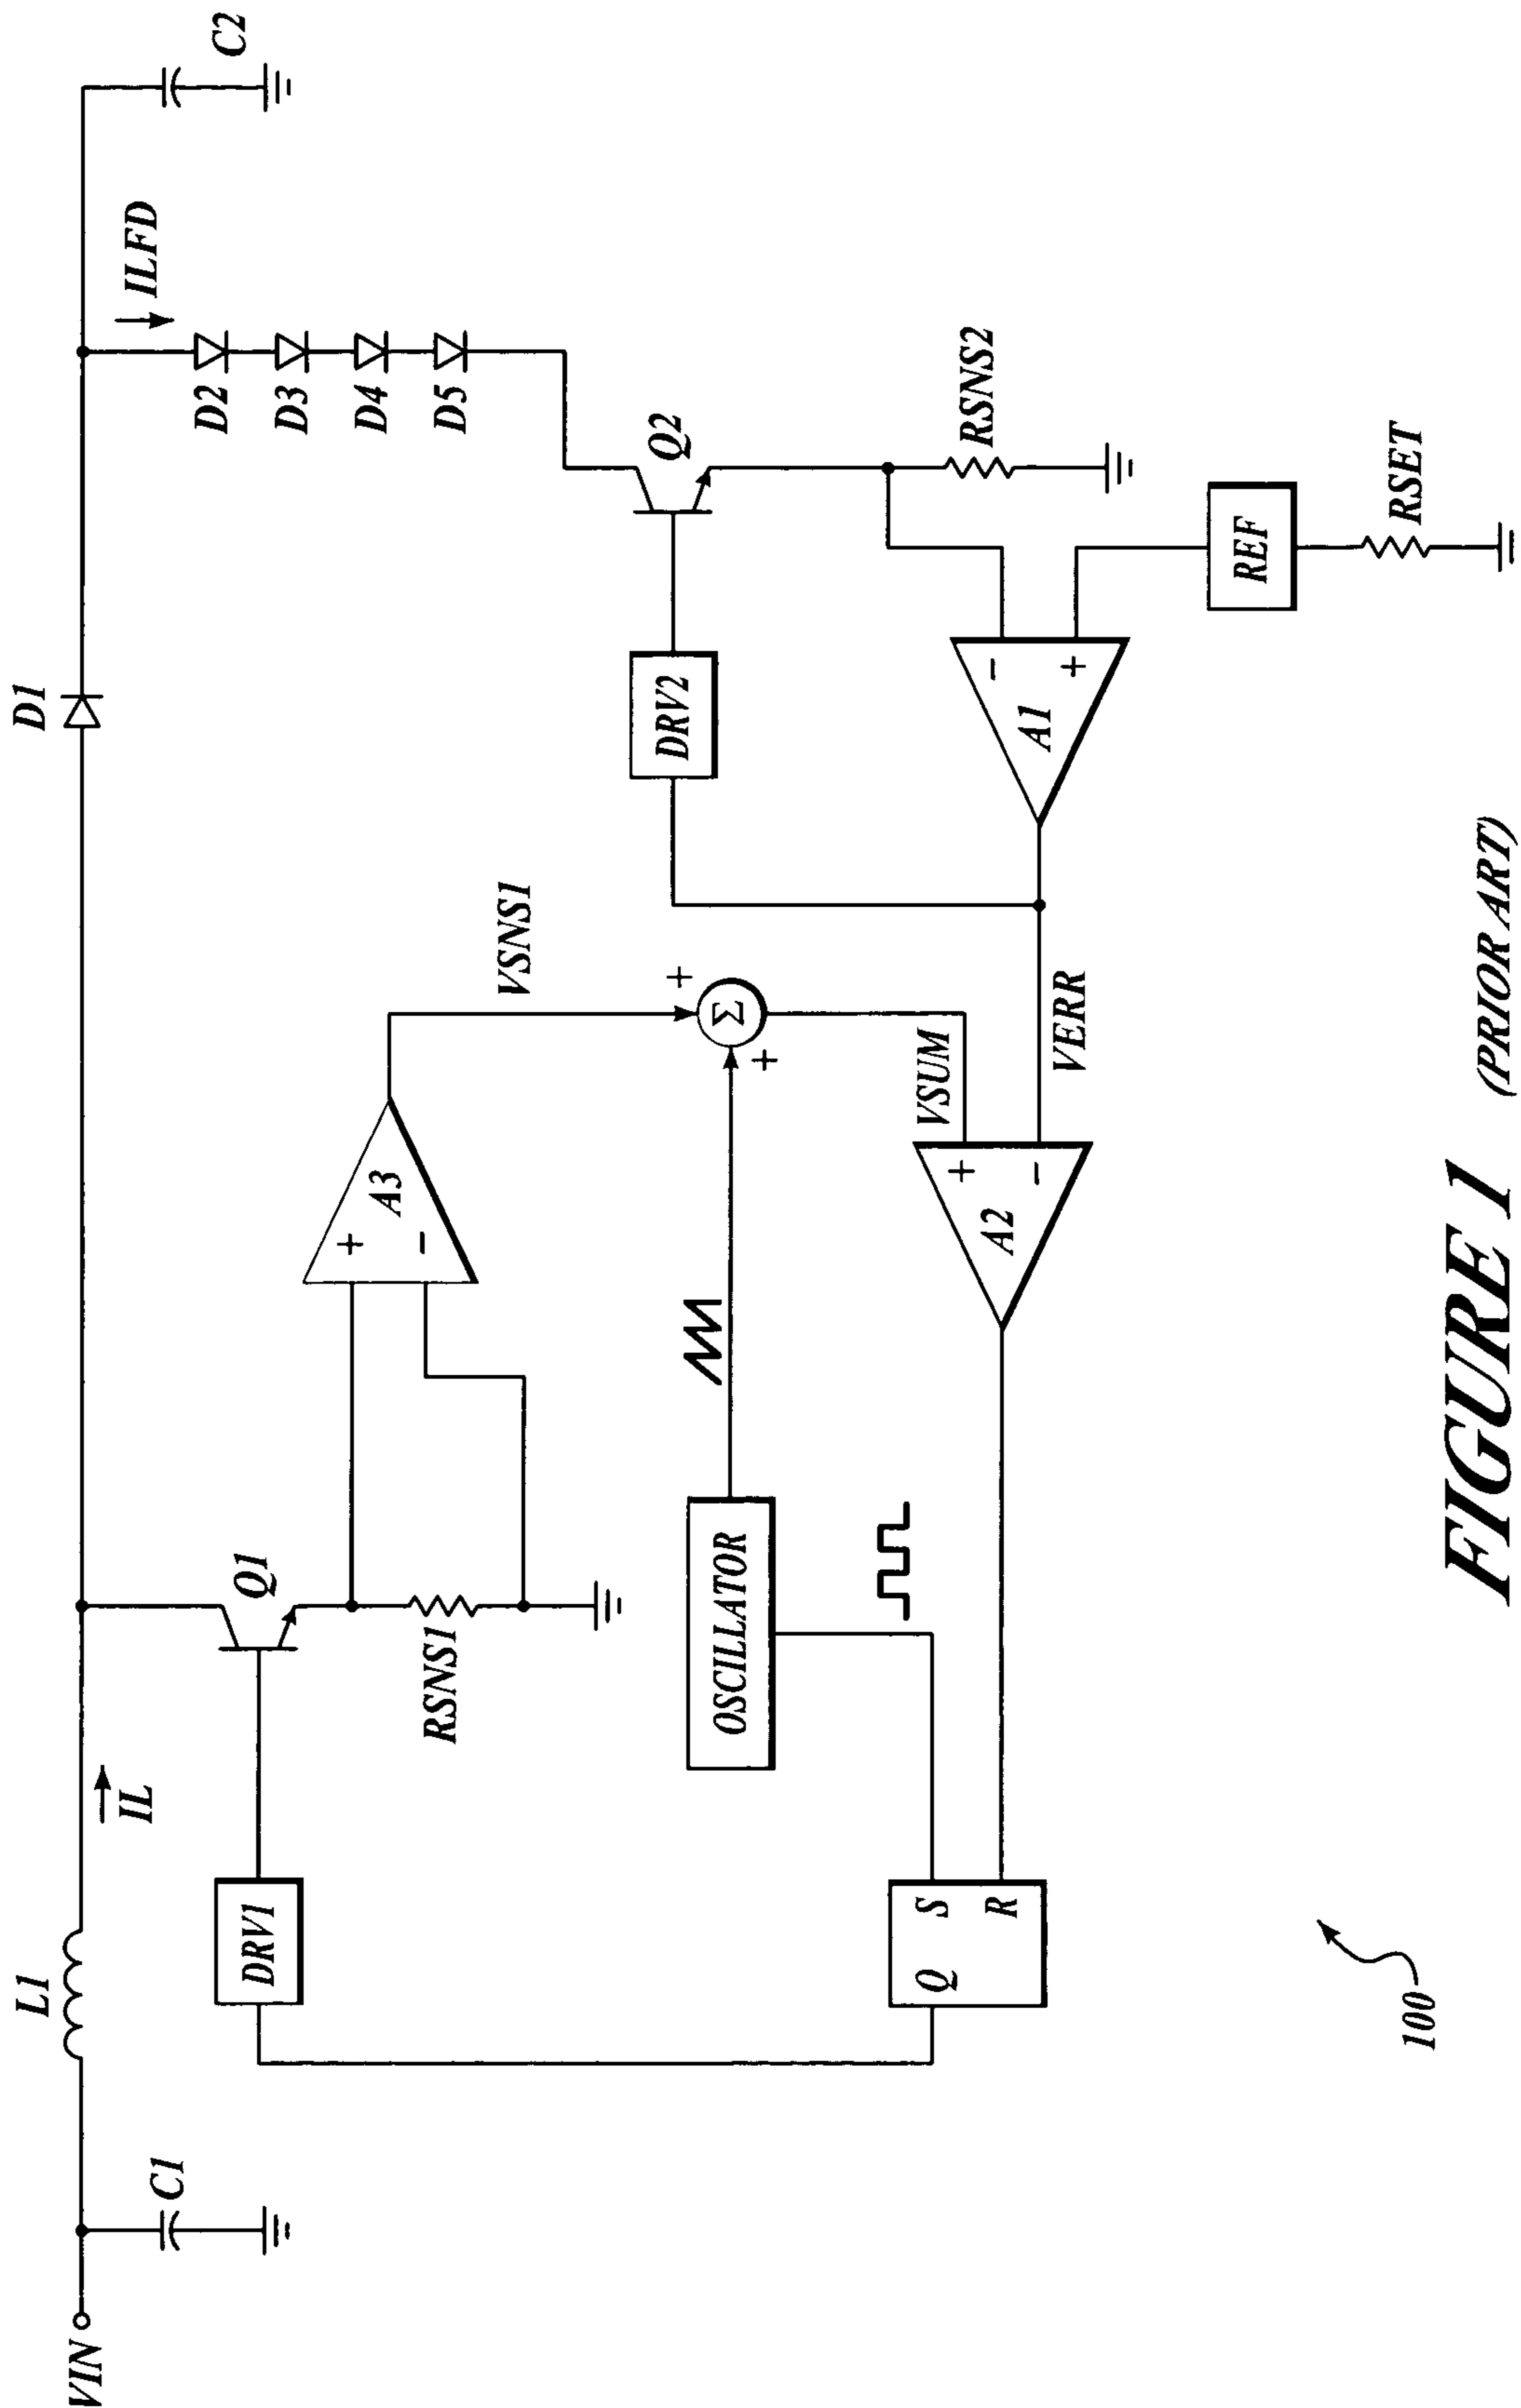 VIN
C1
L1
IL
DRV1
Q1
RSNS1
+
-
A3
VSNS1
D1
ILFD
C2
D2
D3
D4
D5
Q2
RSNS2
DRV2
OSCILLATOR
+
Σ
+
VSUM
VERR
Q
S
R
A2
+
-
A1
-
+
REF
RSET
100
FIGURE 1 (PRIOR ART)